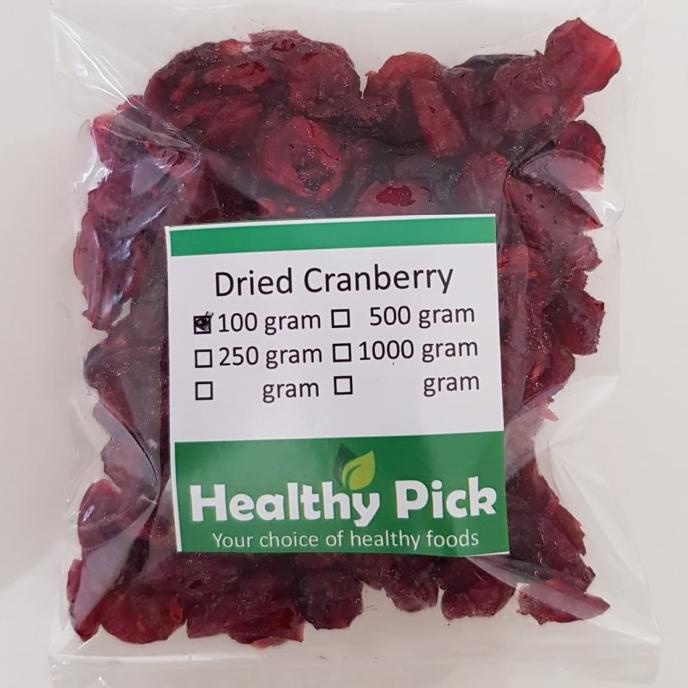 Dried Cranberry
☑ 100 gram ☐ 500 gram
☐ 250 gram ☐ 1000 gram
☐ gram ☐ gram
Healthy Pick
Your choice of healthy foods